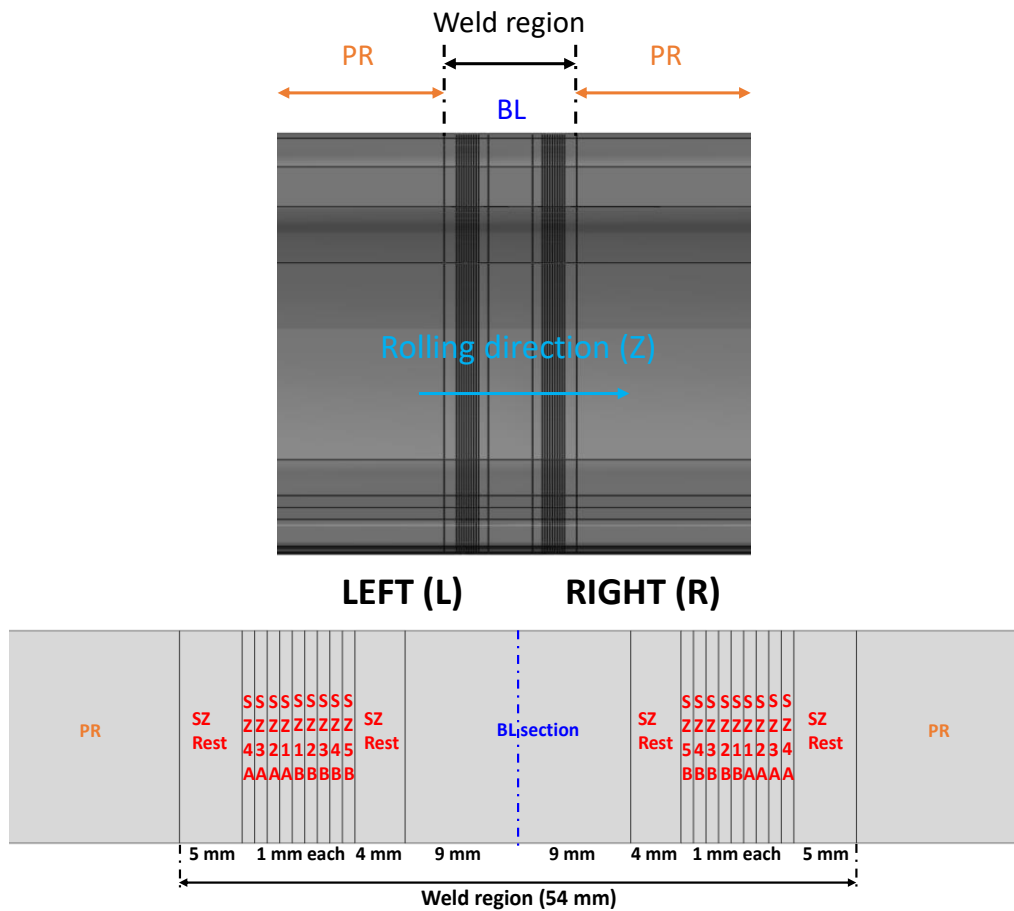 Weld region
PR
PR
BL
Rolling direction (Z)
LEFT (L)
RIGHT (R)
PR
SZ Rest
SZ4A
SZ3A
SZ2A
SZ1A
SZ1B
SZ2B
SZ3B
SZ4B
SZ5B
SZ Rest
BL section
SZ Rest
SZ5B
SZ4B
SZ3B
SZ2B
SZ1B
SZ1A
SZ2A
SZ3A
SZ4A
SZ Rest
PR
5 mm
1 mm each
4 mm
9 mm
9 mm
4 mm
1 mm each
5 mm
Weld region (54 mm)